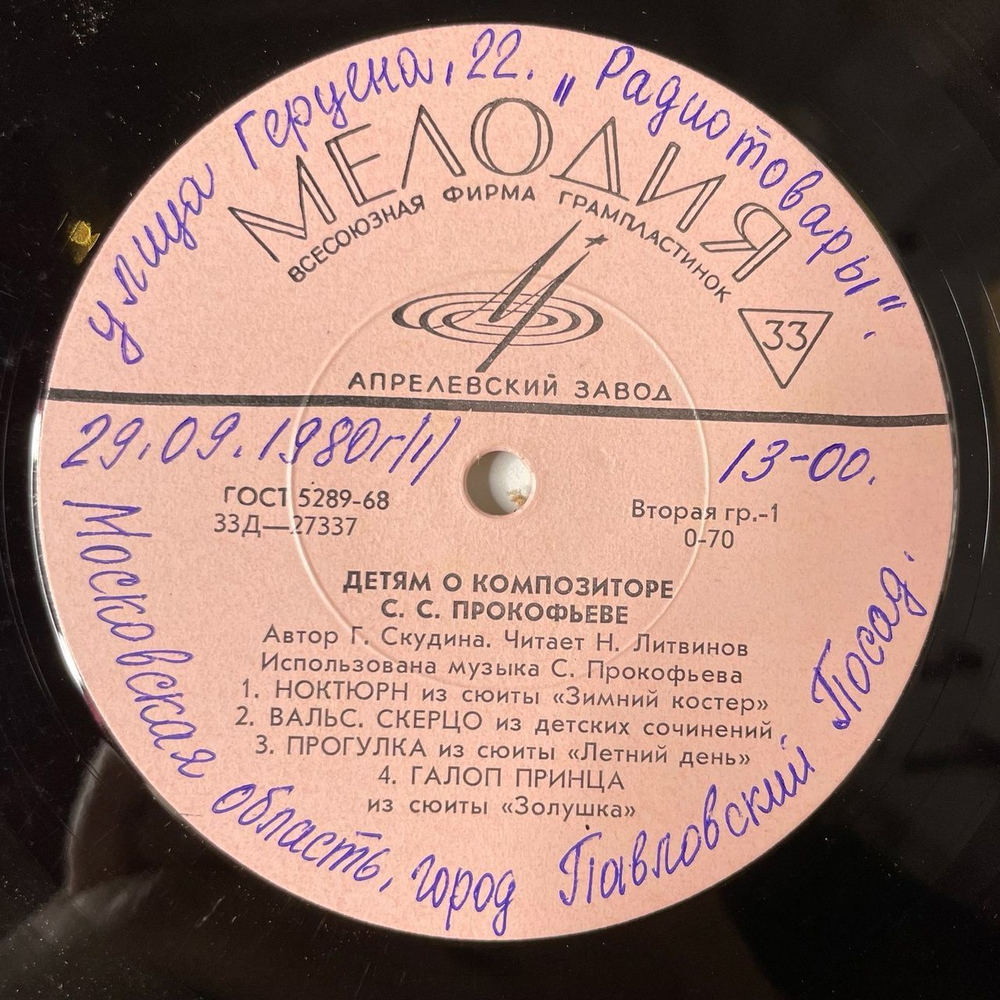 улица Герцена, 22. „Радиотовары".
МЕЛОДИЯ
ВСЕСОЮЗНАЯ ФИРМА ГРАМПЛАСТИНОК
33
АПРЕЛЕВСКИЙ ЗАВОД
29.09.1980г/1/ 13-00.
ГОСТ 5289-68 Вторая гр.-1
33Д—27337 0-70
ДЕТЯМ О КОМПОЗИТОРЕ
С. С. ПРОКОФЬЕВЕ
Автор Г. Скудина. Читает Н. Литвинов
Использована музыка С. Прокофьева
1. НОКТЮРН из сюиты «Зимний костер»
2. ВАЛЬС. СКЕРЦО из детских сочинений
3. ПРОГУЛКА из сюиты «Летний день»
4. ГАЛОП ПРИНЦА
из сюиты «Золушка»
Московская область, город Павловский Посад.